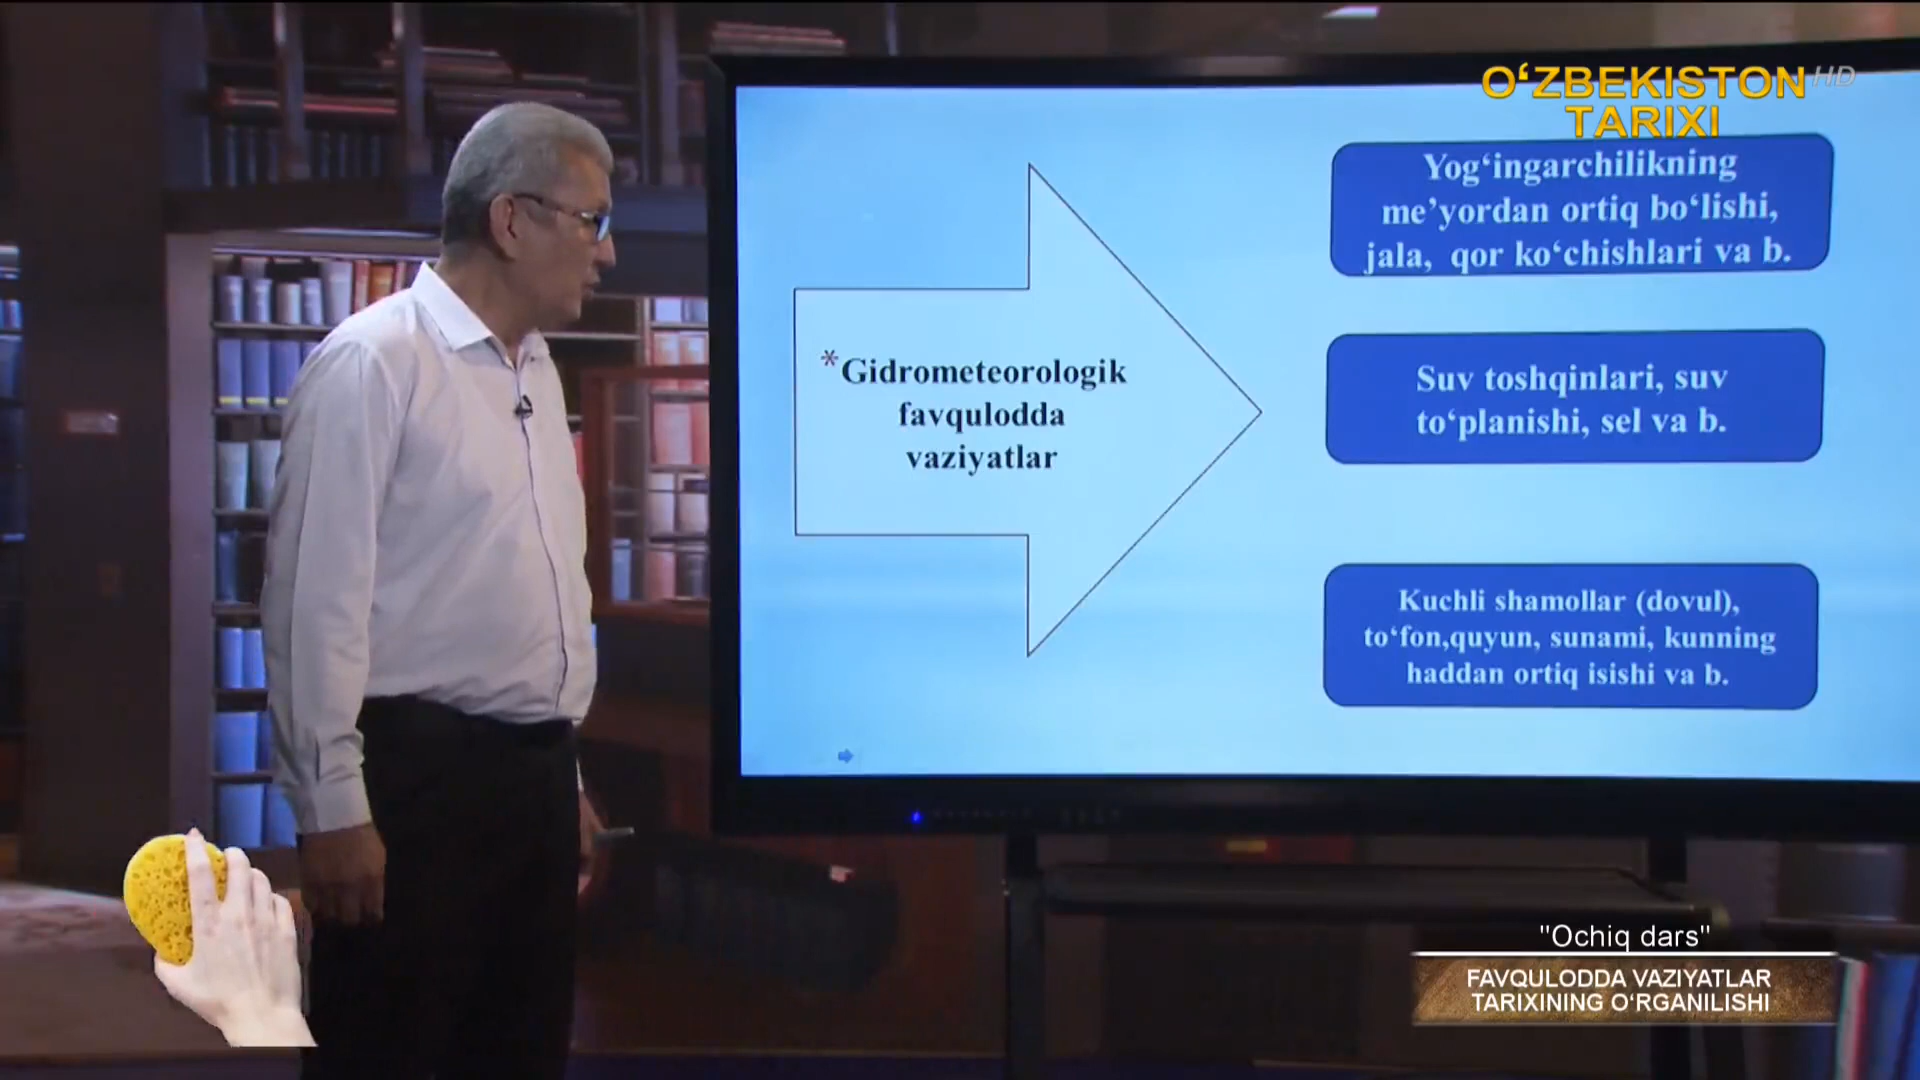 O‘ZBEKISTON HD
TARIXI
Yog‘ingarchilikning
me’yordan ortiq bo‘lishi,
jala, qor ko‘chishlari va b.
*Gidrometeorologik
favqulodda
vaziyatlar
Suv toshqinlari, suv
to‘planishi, sel va b.
Kuchli shamollar (dovul),
to‘fon,quyun, sunami, kunning
haddan ortiq isishi va b.
"Ochiq dars"
FAVQULODDA VAZIYATLAR
TARIXINING O‘RGANILISHI